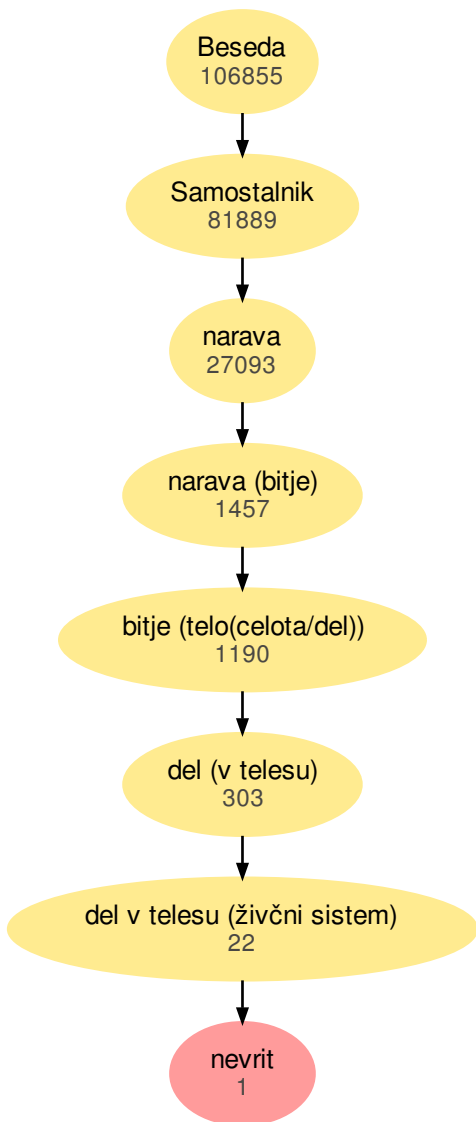 Beseda
106855
Samostalnik
81889
narava
27093
narava (bitje)
1457
bitje (telo(celota/del))
1190
del (v telesu)
303
del v telesu (živčni sistem)
22
nevrit
1